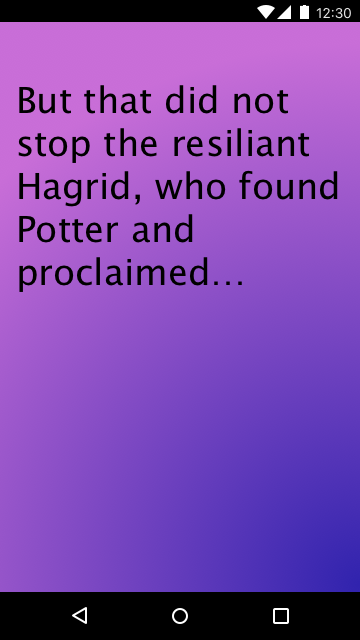 12:30
But that did not
stop the resiliant
Hagrid, who found
Potter and
proclaimed...